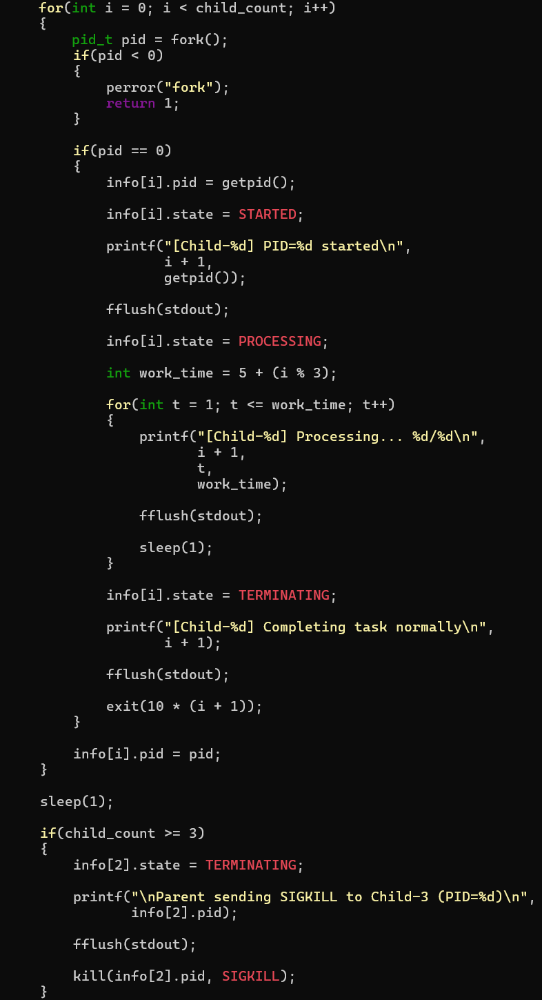 for(int i = 0; i < child_count; i++)
{
    pid_t pid = fork();
    if(pid < 0)
    {
        perror("fork");
        return 1;
    }

    if(pid == 0)
    {
        info[i].pid = getpid();

        info[i].state = STARTED;

        printf("[Child-%d] PID=%d started\n",
               i + 1,
               getpid());

        fflush(stdout);

        info[i].state = PROCESSING;

        int work_time = 5 + (i % 3);

        for(int t = 1; t <= work_time; t++)
        {
            printf("[Child-%d] Processing... %d/%d\n",
                   i + 1,
                   t,
                   work_time);

            fflush(stdout);

            sleep(1);
        }

        info[i].state = TERMINATING;

        printf("[Child-%d] Completing task normally\n",
               i + 1);

        fflush(stdout);

        exit(10 * (i + 1));
    }

    info[i].pid = pid;
}

sleep(1);

if(child_count >= 3)
{
    info[2].state = TERMINATING;

    printf("\nParent sending SIGKILL to Child-3 (PID=%d)\n",
           info[2].pid);

    fflush(stdout);

    kill(info[2].pid, SIGKILL);
}